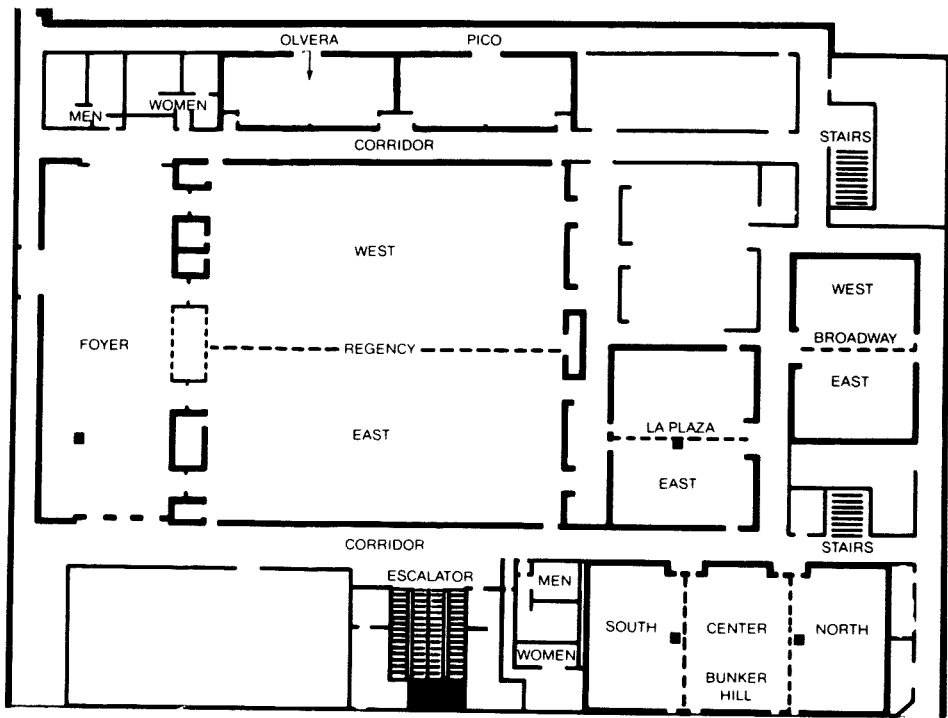 OLVERA
PICO
MEN
WOMEN
STAIRS
CORRIDOR
WEST
WEST
FOYER
REGENCY
BROADWAY
EAST
EAST
LA PLAZA
EAST
CORRIDOR
STAIRS
ESCALATOR
MEN
WOMEN
SOUTH
CENTER
NORTH
BUNKER
HILL